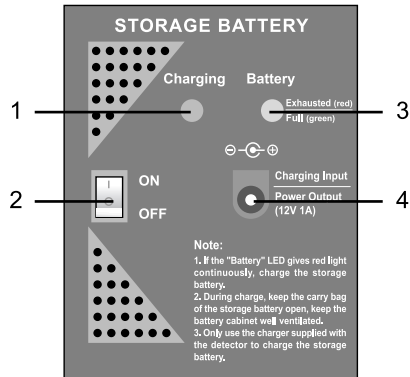 STORAGE BATTERY
Charging Battery
1
Exhausted (red)
3
Full (green)
⊖ ⊕
ON
Charging Input
2
I
O
Power Output
4
OFF
(12V 1A)
Note:
1. If the "Battery" LED gives red light
continuously, charge the storage
battery.
2. During charge, keep the carry bag
of the storage battery open, keep the
battery cabinet well ventilated.
3. Only use the charger supplied with
the detector to charge the storage
battery.